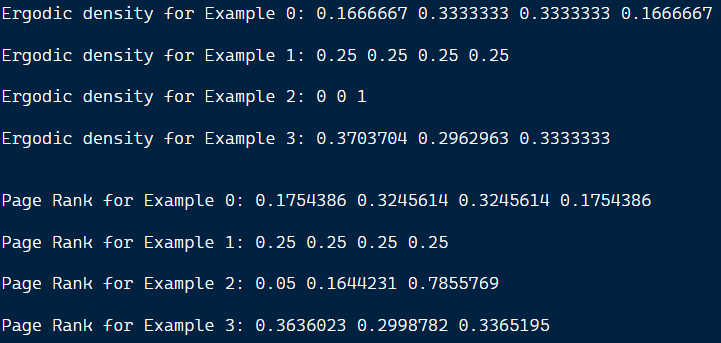 Ergodic density for Example 0: 0.1666667 0.3333333 0.3333333 0.1666667
Ergodic density for Example 1: 0.25 0.25 0.25 0.25
Ergodic density for Example 2: 0 0 1
Ergodic density for Example 3: 0.3703704 0.2962963 0.3333333
Page Rank for Example 0: 0.1754386 0.3245614 0.3245614 0.1754386
Page Rank for Example 1: 0.25 0.25 0.25 0.25
Page Rank for Example 2: 0.05 0.1644231 0.7855769
Page Rank for Example 3: 0.3636023 0.2998782 0.3365195